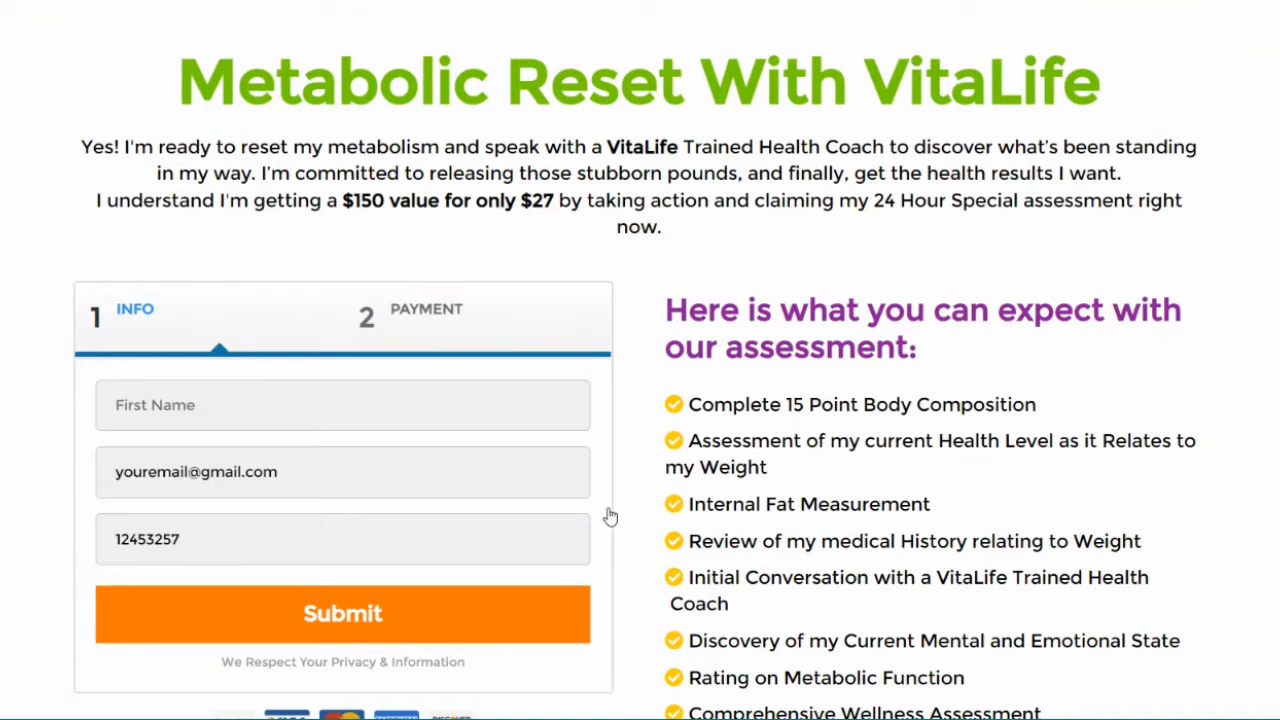 Metabolic Reset With VitaLife
Yes! I'm ready to reset my metabolism and speak with a VitaLife Trained Health Coach to discover what's been standing
in my way. I'm committed to releasing those stubborn pounds, and finally, get the health results I want.
I understand I'm getting a $150 value for only $27 by taking action and claiming my 24 Hour Special assessment right
now.
1 INFO
2 PAYMENT
First Name
youremail@gmail.com
12453257
Submit
We Respect Your Privacy & Information
Here is what you can expect with
our assessment:
Complete 15 Point Body Composition
Assessment of my current Health Level as it Relates to
my Weight
Internal Fat Measurement
Review of my medical History relating to Weight
Initial Conversation with a VitaLife Trained Health
Coach
Discovery of my Current Mental and Emotional State
Rating on Metabolic Function
Comprehensive Wellness Assessment